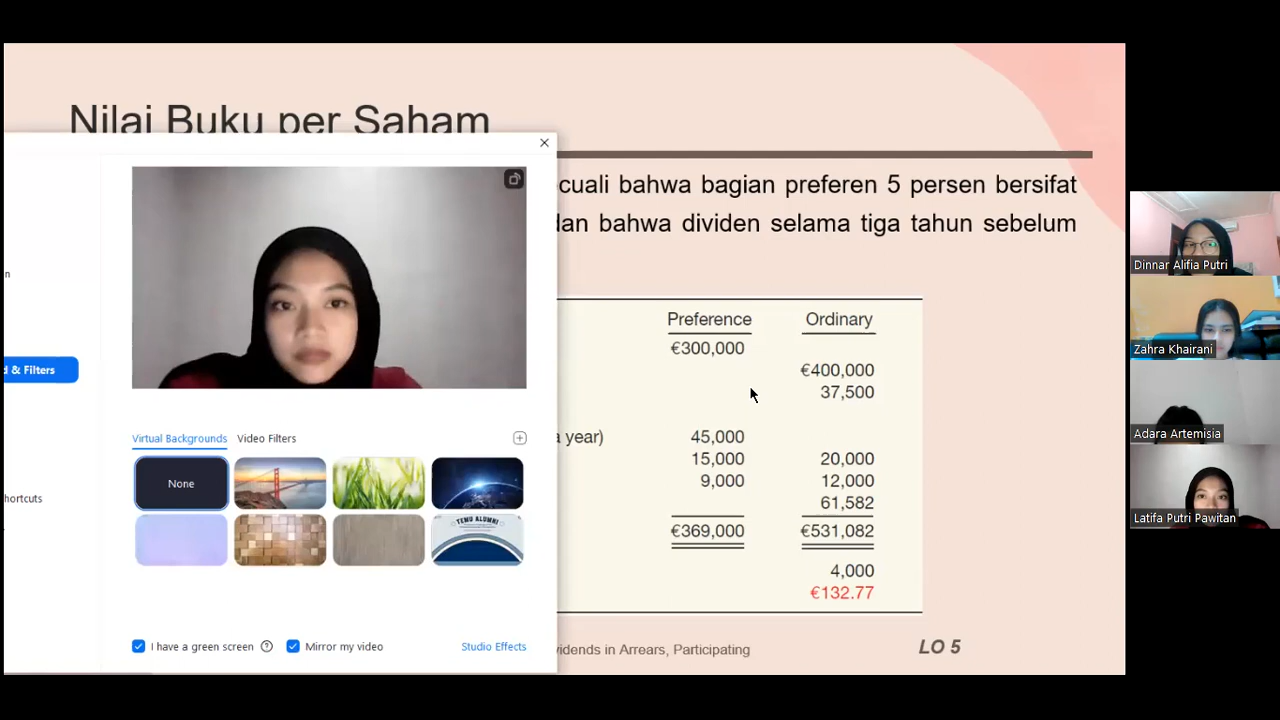 Nilai Buku per Saham
cuali bahwa bagian preferen 5 persen bersifat
dan bahwa dividen selama tiga tahun sebelum
Preference Ordinary
€300,000
€400,000
37,500
a year) 45,000
15,000 20,000
9,000 12,000
61,582
€369,000 €531,082
4,000
€132.77
vidends in Arrears, Participating
LO 5
n
d & Filters
hortcuts
Virtual Backgrounds Video Filters
None
TEMU ALUMNI
I have a green screen ? Mirror my video Studio Effects
Dinnar Alifia Putri
Zahra Khairani
Adara Artemisia
Latifa Putri Pawitan